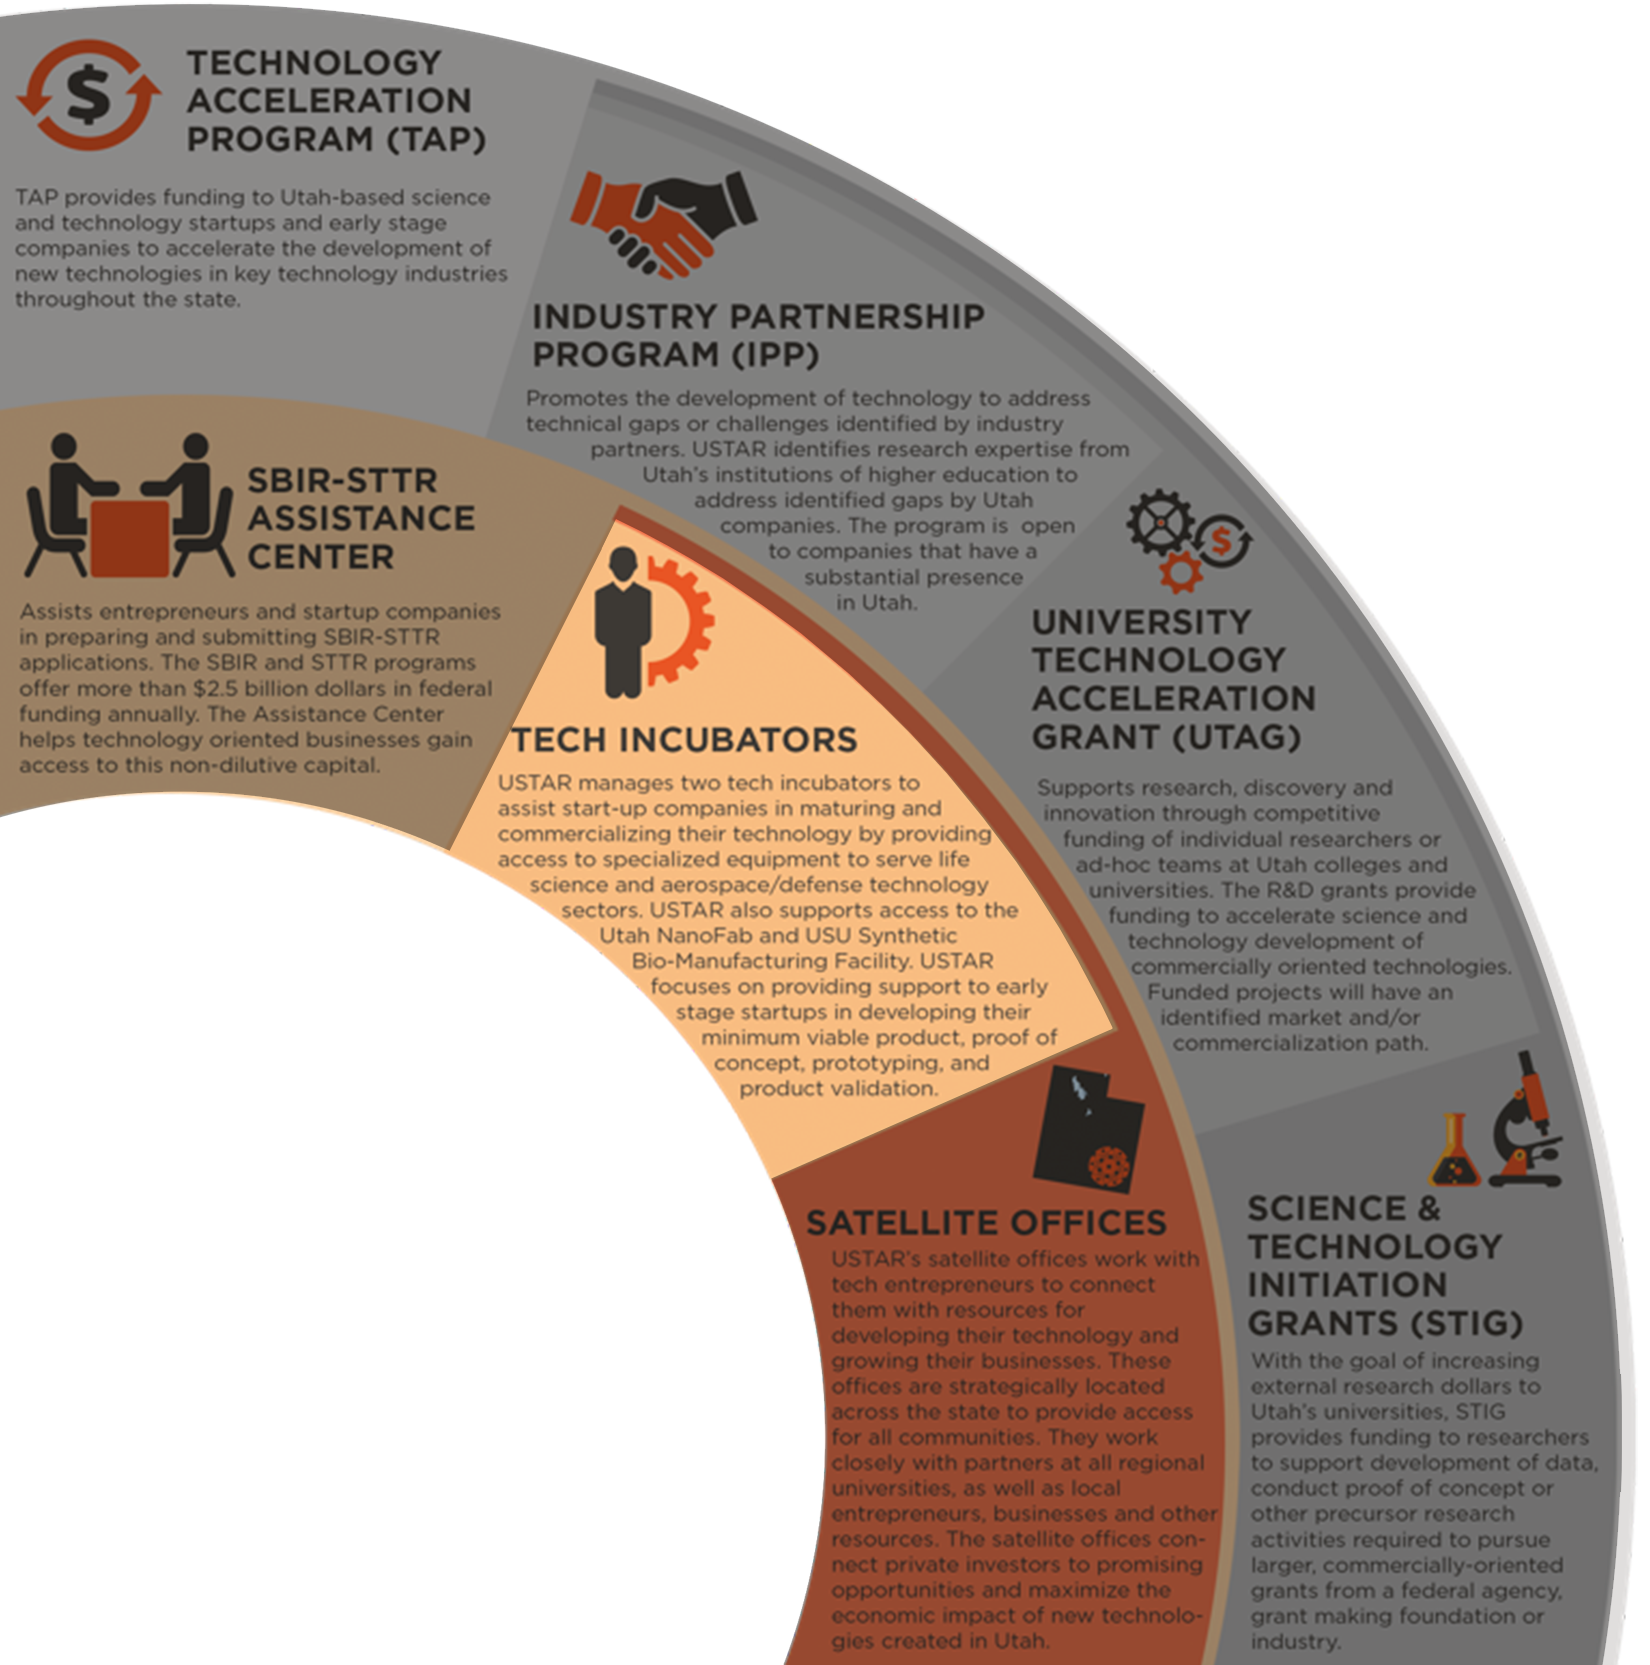 TECHNOLOGY
ACCELERATION
PROGRAM (TAP)
TAP provides funding to Utah-based science
and technology startups and early stage
companies to accelerate the development of
new technologies in key technology industries
throughout the state.
INDUSTRY PARTNERSHIP
PROGRAM (IPP)
Promotes the development of technology to address
technical gaps or challenges identified by industry
partners. USTAR identifies research expertise from
Utah's institutions of higher education to
address identified gaps by Utah
companies. The program is open
to companies that have a
substantial presence
in Utah.
UNIVERSITY
TECHNOLOGY
ACCELERATION
GRANT (UTAG)
Supports research, discovery and
innovation through competitive
funding of individual researchers or
ad-hoc teams at Utah colleges and
universities. The R&D grants provide
funding to accelerate science and
technology development of
commercially oriented technologies.
Funded projects will have an
identified market and/or
commercialization path.
SCIENCE &
TECHNOLOGY
INITIATION
GRANTS (STIG)
With the goal of increasing
external research dollars to
Utah's universities, STIG
provides funding to researchers
to support development of data,
conduct proof of concept or
other precursor research
activities required to pursue
larger, commercially-oriented
grants from a federal agency,
grant making foundation or
industry.
SBIR-STTR
ASSISTANCE
CENTER
Assists entrepreneurs and startup companies
in preparing and submitting SBIR-STTR
applications. The SBIR and STTR programs
offer more than $2.5 billion dollars in federal
funding annually. The Assistance Center
helps technology oriented businesses gain
access to this non-dilutive capital.
TECH INCUBATORS
USTAR manages two tech incubators to
assist start-up companies in maturing and
commercializing their technology by providing
access to specialized equipment to serve life
science and aerospace/defense technology
sectors. USTAR also supports access to the
Utah NanoFab and USU Synthetic
Bio-Manufacturing Facility. USTAR
focuses on providing support to early
stage startups in developing their
minimum viable product, proof of
concept, prototyping, and
product validation.
SATELLITE OFFICES
USTAR's satellite offices work with
tech entrepreneurs to connect
them with resources for
developing their technology and
growing their businesses. These
offices are strategically located
across the state to provide access
for all communities. They work
closely with partners at all regional
universities, as well as local
entrepreneurs, businesses and other
resources. The satellite offices con-
nect private investors to promising
opportunities and maximize the
economic impact of new technolo-
gies created in Utah.